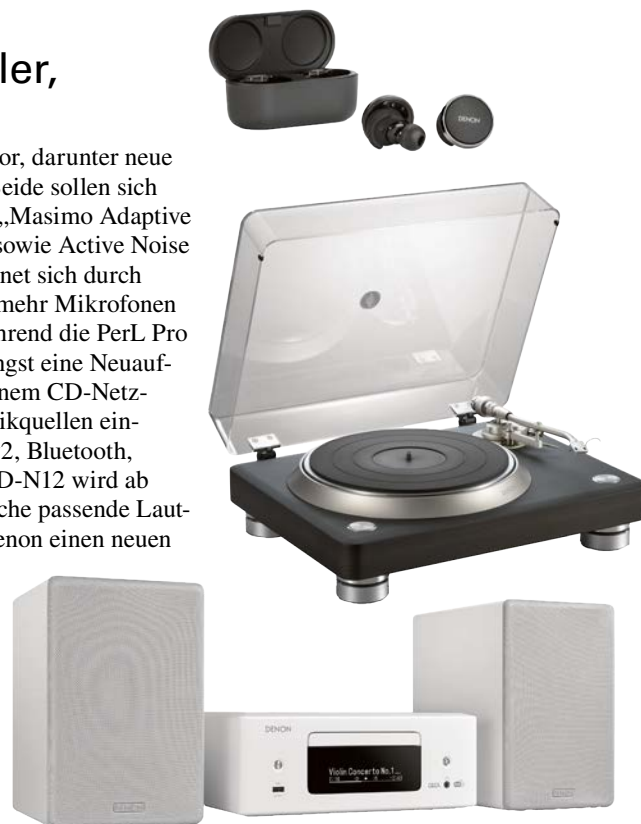 ler,
or, darunter neue
eide sollen sich
„Masimo Adaptive
sowie Active Noise
net sich durch
mehr Mikrofonen
hrend die PerL Pro
ngst eine Neuauf-
nem CD-Netz-
ikquellen ein-
2, Bluetooth,
D-N12 wird ab
che passende Laut-
enon einen neuen
DENON
DENON
Violin Concerto No.1
DENON